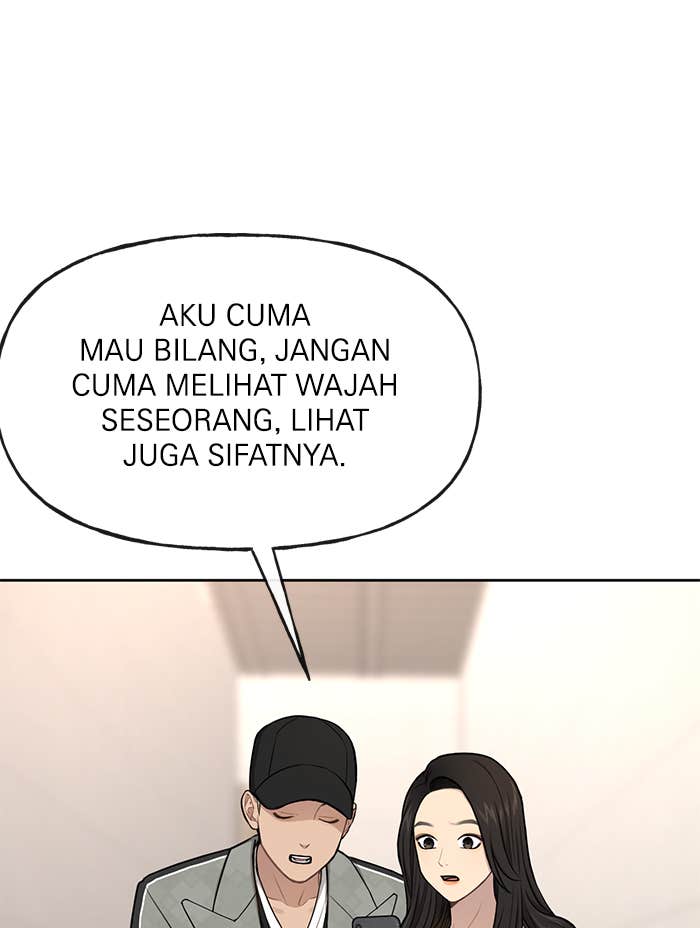 AKU CUMA
MAU BILANG, JANGAN
CUMA MELIHAT WAJAH
SESEORANG, LIHAT
JUGA SIFATNYA.